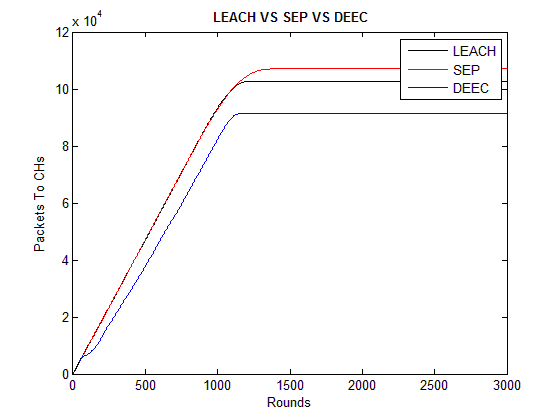 LEACH VS SEP VS DEEC
x 10^4
12
10
8
6
4
2
0
Packets To CHs
LEACH
SEP
DEEC
0 500 1000 1500 2000 2500 3000
Rounds